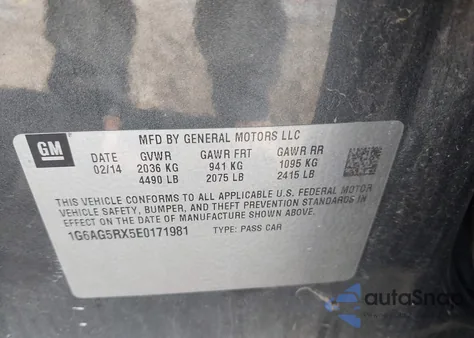 GM
MFD BY GENERAL MOTORS LLC
DATE GVWR GAWR FRT GAWR RR
02/14 2036 KG 941 KG 1095 KG
4490 LB 2075 LB 2415 LB
THIS VEHICLE CONFORMS TO ALL APPLICABLE U.S. FEDERAL MOTOR
VEHICLE SAFETY, BUMPER, AND THEFT PREVENTION STANDARDS IN
EFFECT ON THE DATE OF MANUFACTURE SHOWN ABOVE.
1G6AG5RX5E0171981 TYPE: PASS CAR
autoSnap